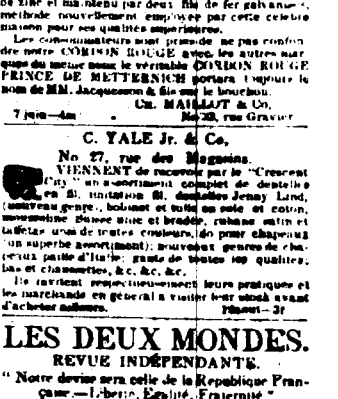 de zinc et maintenu par deux fils de fer galvanisés,
méthode nouvellement employée par cette célèbre
maison pour ses qualités supérieures.
Les consommateurs sont priés de ne pas confon-
dre notre CORDON ROUGE avec les autres mar-
ques du même nom: le véritable CORDON ROUGE
PRINCE DE METTERNICH portera toujours le
nom de MM. Jacquesson & fils sur le bouchon.
CH. MAILLOT & Co,
7 juin—4m No 23, rue Gravier
C. YALE Jr. & Co.
No 27, rue des Magasins.
VIENNENT de recevoir par le "Crescent
City" un assortiment complet de dentelles
en fil, imitation fil, dentelles Jenny Lind,
(nouveau genre), bobinet et tulle en soie et coton,
mousseline Suisse unie et brodée, rubans satin et
taffetas unis de toutes couleurs, do pour chapeaux
(un superbe assortiment); nouveaux genres de cha-
peaux paille d'Italie; gants de toutes les qualités;
bas et chaussettes, &c, &c, &c.
Ils invitent respectueusement leurs pratiques et
les marchands en général à visiter leur stock avant
d'acheter ailleurs. 3f
LES DEUX MONDES.
REVUE INDÉPENDANTE.
" Notre devise sera celle de la République Fran-
çaise.—Liberté, Egalité, Fraternité "